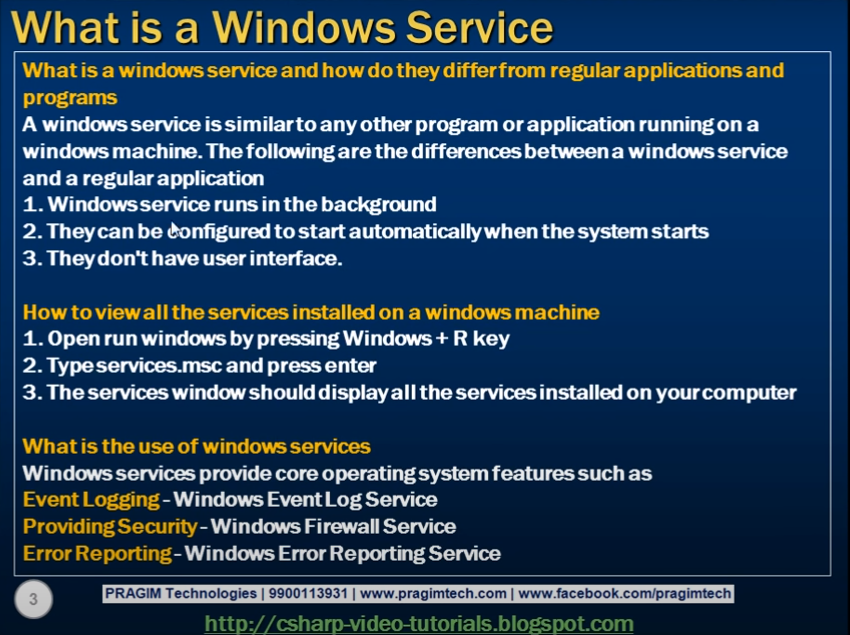 What is a Windows Service
What is a windows service and how do they differ from regular applications and
programs
A windows service is similar to any other program or application running on a
windows machine. The following are the differences between a windows service
and a regular application
1. Windows service runs in the background
2. They can be configured to start automatically when the system starts
3. They don't have user interface.
How to view all the services installed on a windows machine
1. Open run windows by pressing Windows + R key
2. Type services.msc and press enter
3. The services window should display all the services installed on your computer
What is the use of windows services
Windows services provide core operating system features such as
Event Logging - Windows Event Log Service
Providing Security - Windows Firewall Service
Error Reporting - Windows Error Reporting Service
3
PRAGIM Technologies | 9900113931 | www.pragimtech.com | www.facebook.com/pragimtech
http://csharp-video-tutorials.blogspot.com